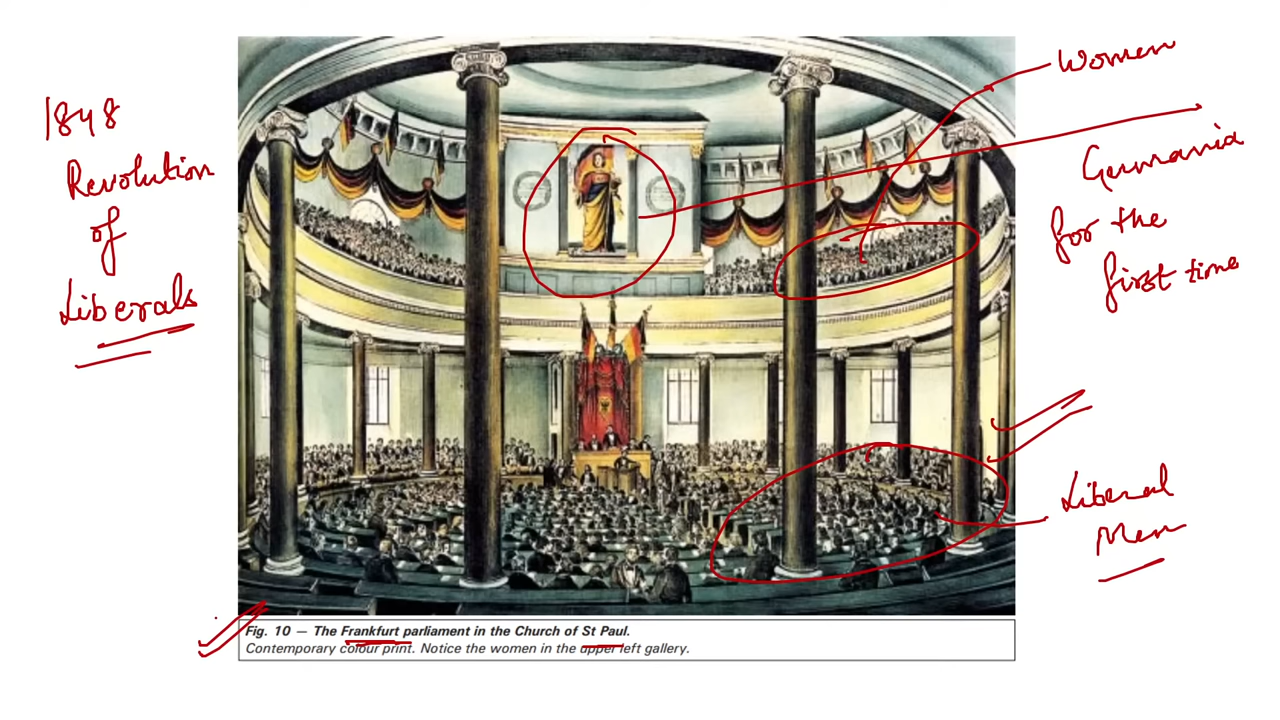 1848
Revolution
of
Liberals
Women
Germania
for the
first time
Liberal
Men
Fig. 10 — The Frankfurt parliament in the Church of St Paul.
Contemporary colour print. Notice the women in the upper left gallery.